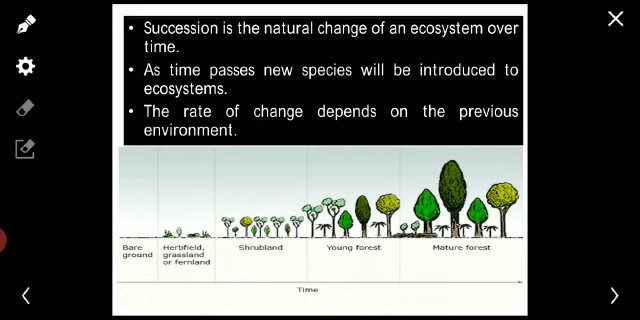 • Succession is the natural change of an ecosystem over
time.
• As time passes new species will be introduced to
ecosystems.
• The rate of change depends on the previous
environment.
Bare
ground
Herbfield,
grassland
or fernland
Shrubland
Young forest
Mature forest
Time